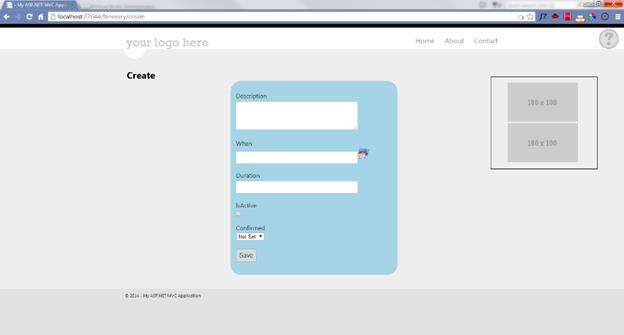 - My ASP.NET MVC Applic
localhost:27644/Itinerary/create
your logo here
Home About Contact
?
Create
Description
When
Duration
IsActive
Confirmed
Not Set
Save
180 x 100
180 x 100
© 2014 - My ASP.NET MVC Application